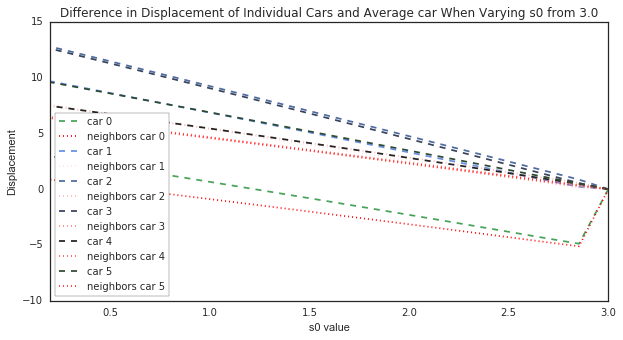 Difference in Displacement of Individual Cars and Average car When Varying s0 from 3.0
15
10
5
0
−5
−10
Displacement
car 0
neighbors car 0
car 1
neighbors car 1
car 2
neighbors car 2
car 3
neighbors car 3
car 4
neighbors car 4
car 5
neighbors car 5
0.5 1.0 1.5 2.0 2.5 3.0
s0 value